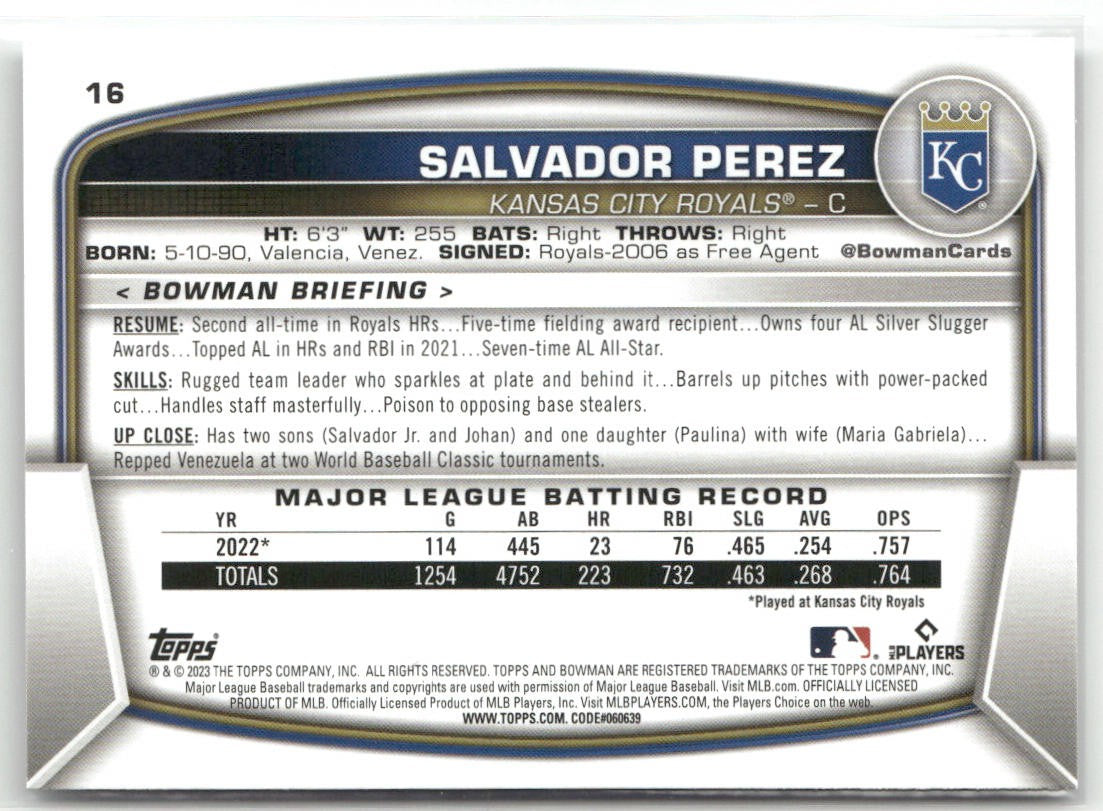 16
SALVADOR PEREZ
KANSAS CITY ROYALS® – C
KC ®
HT: 6'3" WT: 255 BATS: Right THROWS: Right
BORN: 5-10-90, Valencia, Venez. SIGNED: Royals-2006 as Free Agent @BowmanCards
< BOWMAN BRIEFING >
RESUME: Second all-time in Royals HRs...Five-time fielding award recipient...Owns four AL Silver Slugger
Awards...Topped AL in HRs and RBI in 2021...Seven-time AL All-Star.
SKILLS: Rugged team leader who sparkles at plate and behind it...Barrels up pitches with power-packed
cut...Handles staff masterfully...Poison to opposing base stealers.
UP CLOSE: Has two sons (Salvador Jr. and Johan) and one daughter (Paulina) with wife (Maria Gabriela)...
Repped Venezuela at two World Baseball Classic tournaments.
MAJOR LEAGUE BATTING RECORD
YR G AB HR RBI SLG AVG OPS
2022* 114 445 23 76 .465 .254 .757
TOTALS 1254 4752 223 732 .463 .268 .764
*Played at Kansas City Royals
Topps® MLB PLAYERS
® & © 2023 THE TOPPS COMPANY, INC. ALL RIGHTS RESERVED. TOPPS AND BOWMAN ARE REGISTERED TRADEMARKS OF THE TOPPS COMPANY, INC.
Major League Baseball trademarks and copyrights are used with permission of Major League Baseball. Visit MLB.com. OFFICIALLY LICENSED
PRODUCT OF MLB. Officially Licensed Product of MLB Players, Inc. Visit MLBPLAYERS.COM, the Players Choice on the web.
WWW.TOPPS.COM. CODE#060639